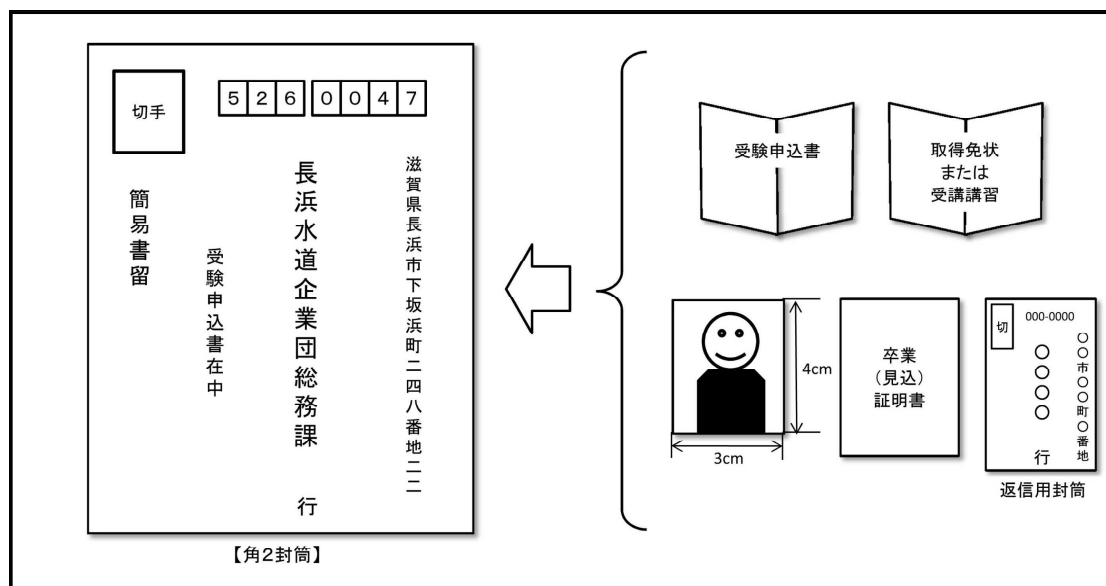 切手
5260047
滋賀県長浜市下坂浜町二四八番地二二
長浜水道企業団総務課 行
受験申込書在中
簡易書留
【角2封筒】
受験申込書
取得免状
または
受講講習
4cm
3cm
卒業
(見込)
証明書
切
000-0000
○○市○○町○番地
○○○○ 行
返信用封筒